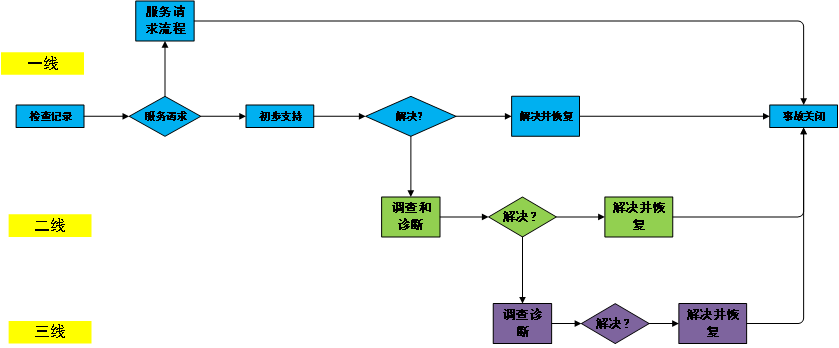 服务请
求流程
一线
检查记录
服务请求
初步支持
解决?
解决并恢复
事故关闭
二线
调查和
诊断
解决？
解决并恢
复
三线
调查诊
断
解决？
解决并恢
复